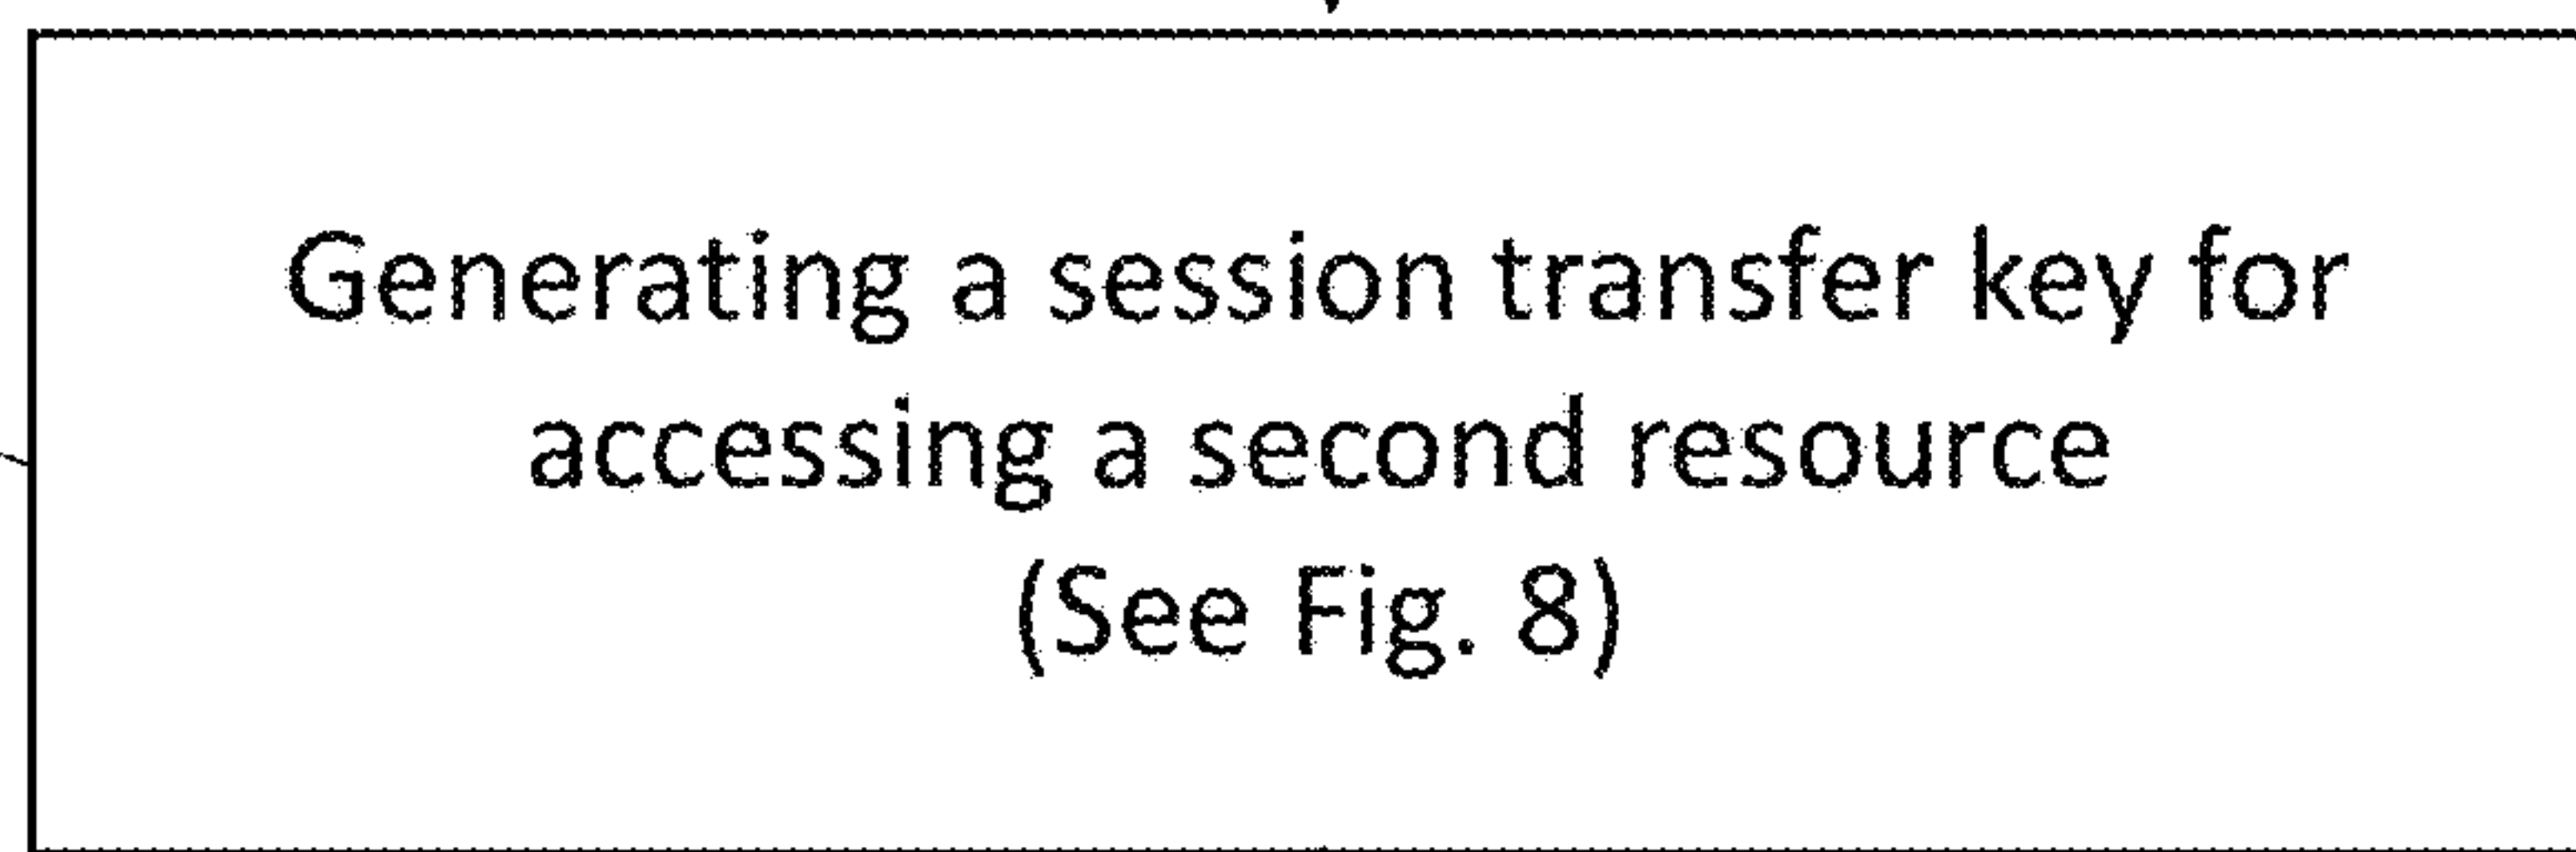 Generating a session transfer key for
accessing a second resource
(See Fig. 8)